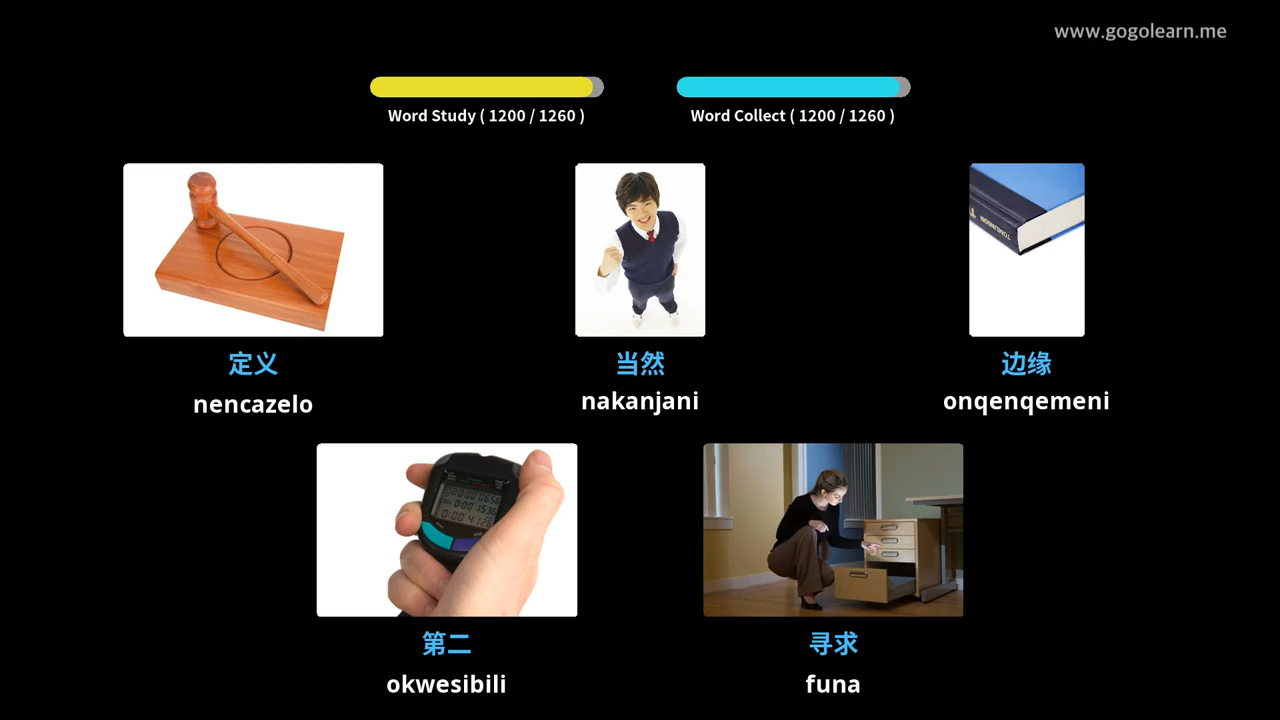 www.gogolearn.me
Word Study ( 1200 / 1260 )
Word Collect ( 1200 / 1260 )
TOMLINSON
定义
nencazelo
当然
nakanjani
边缘
onqenqemeni
第二
okwesibili
寻求
funa